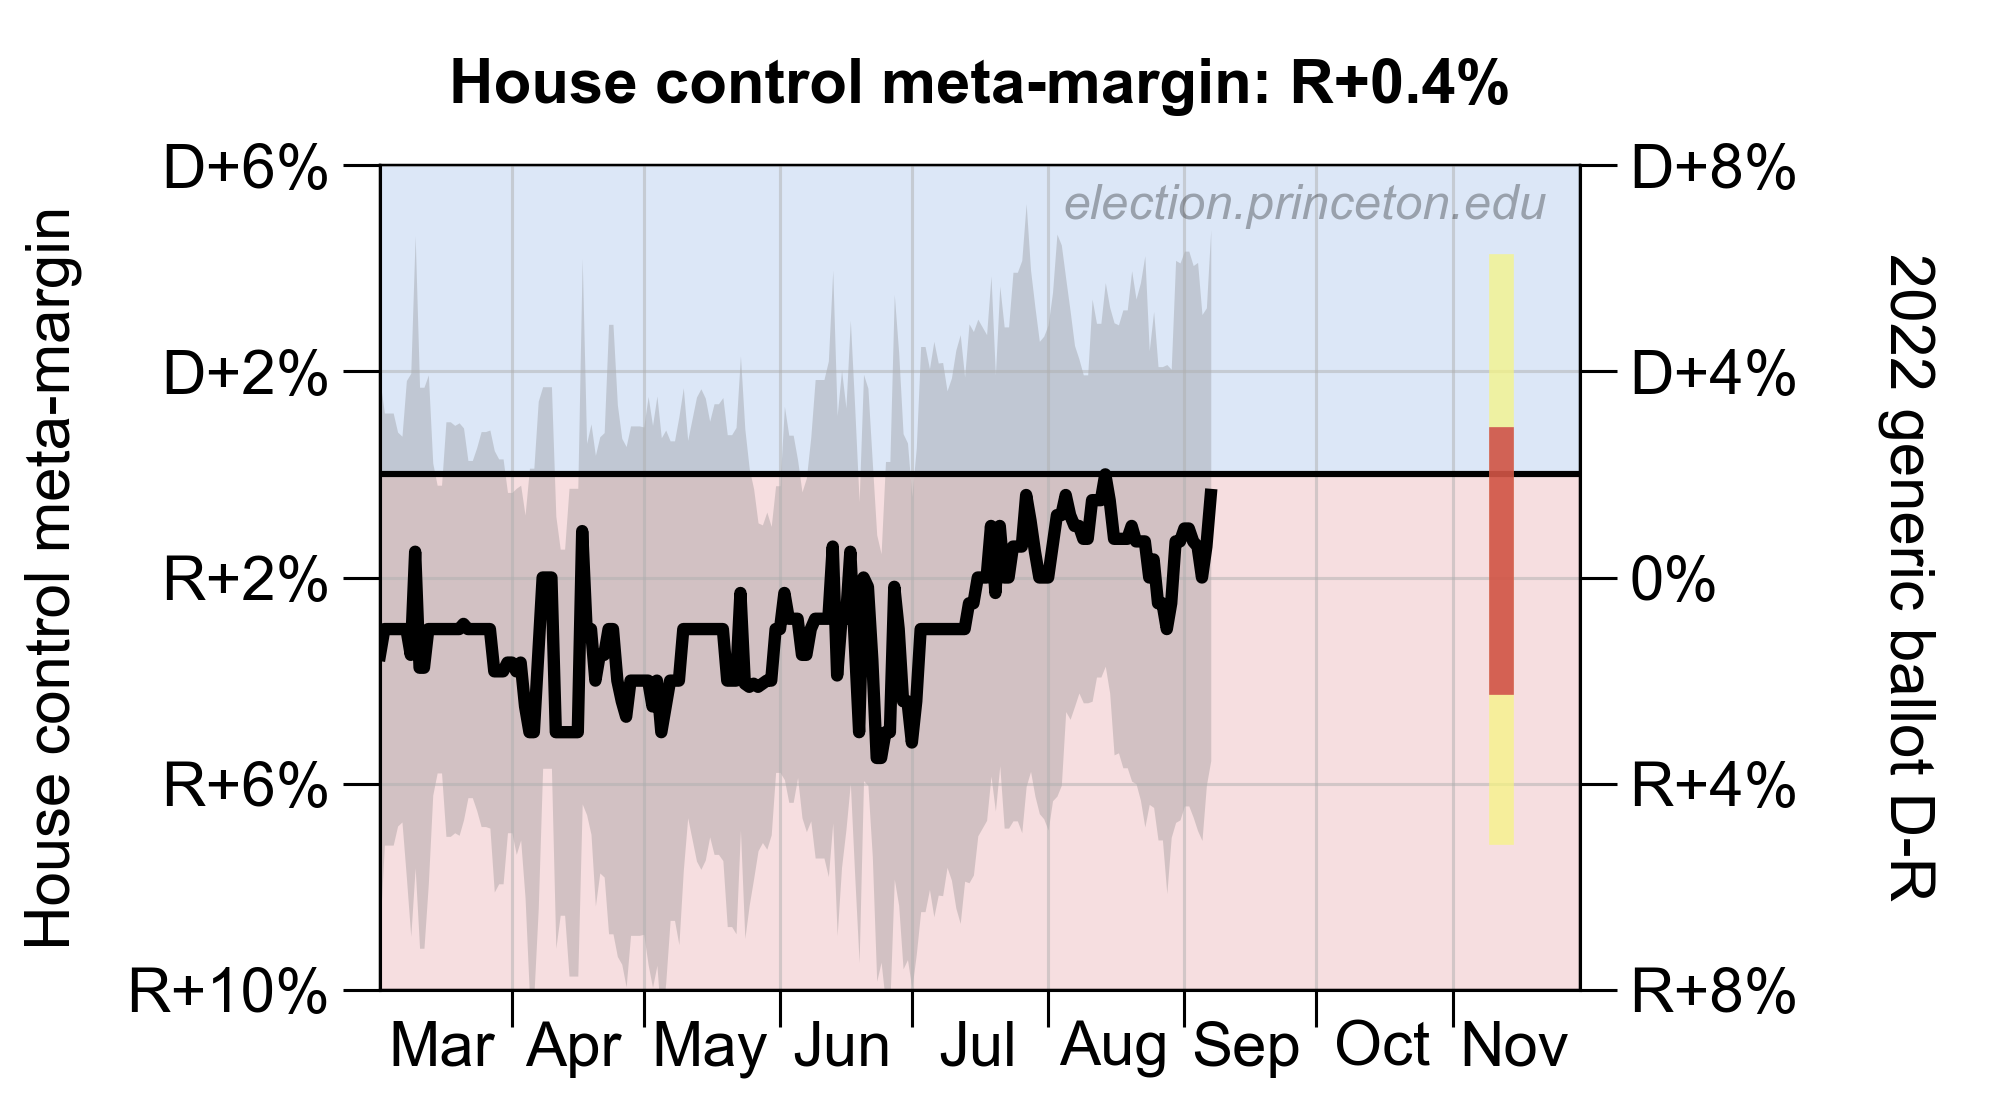 House control meta-margin: R+0.4%
D+6%
D+2%
R+2%
R+6%
R+10%
House control meta-margin
election.princeton.edu
D+8%
D+4%
0%
R+4%
R+8%
2022 generic ballot D-R
Mar Apr May Jun Jul Aug Sep Oct Nov